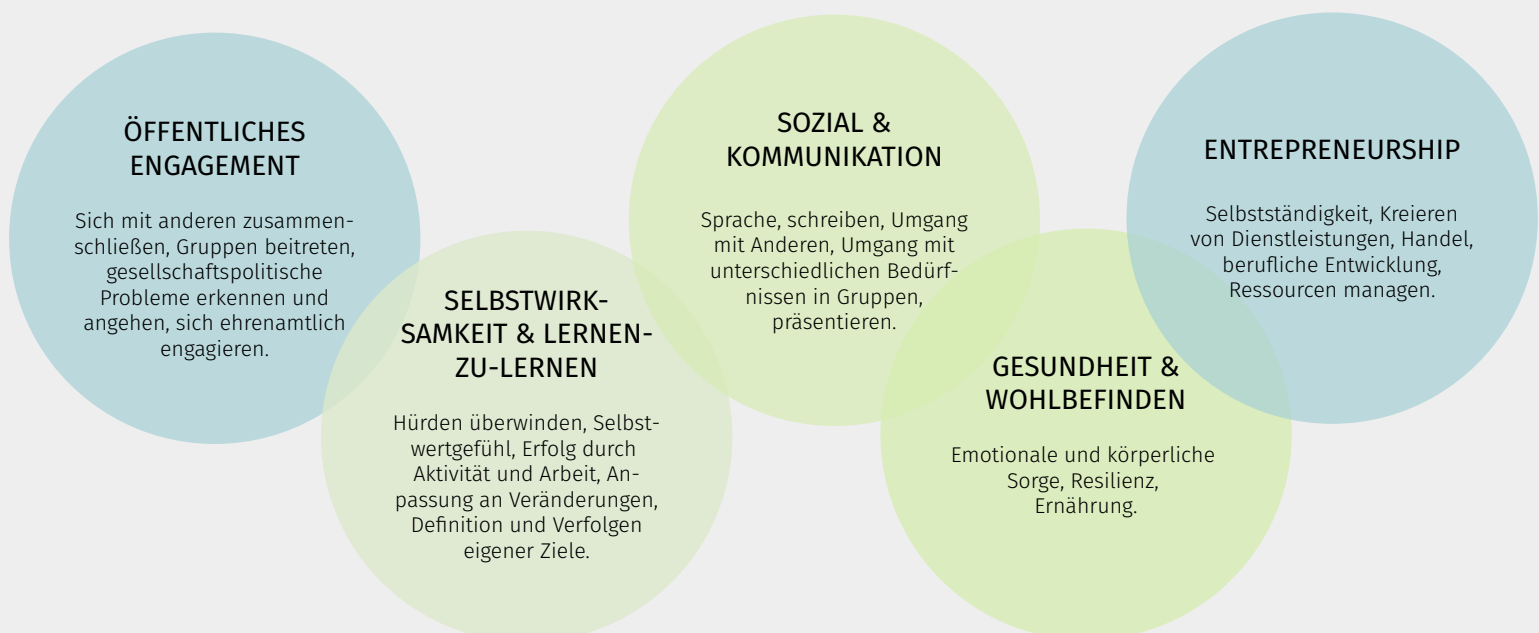 ÖFFENTLICHES
ENGAGEMENT
Sich mit anderen zusammen-
schließen, Gruppen beitreten,
gesellschaftspolitische
Probleme erkennen und
angehen, sich ehrenamtlich
engagieren.
SELBSTWIRK-
SAMKEIT & LERNEN-
ZU-LERNEN
Hürden überwinden, Selbst-
wertgefühl, Erfolg durch
Aktivität und Arbeit, An-
passung an Veränderungen,
Definition und Verfolgen
eigener Ziele.
SOZIAL &
KOMMUNIKATION
Sprache, schreiben, Umgang
mit Anderen, Umgang mit
unterschiedlichen Bedürf-
nissen in Gruppen,
präsentieren.
GESUNDHEIT &
WOHLBEFINDEN
Emotionale und körperliche
Sorge, Resilienz,
Ernährung.
ENTREPRENEURSHIP
Selbstständigkeit, Kreieren
von Dienstleistungen, Handel,
berufliche Entwicklung,
Ressourcen managen.